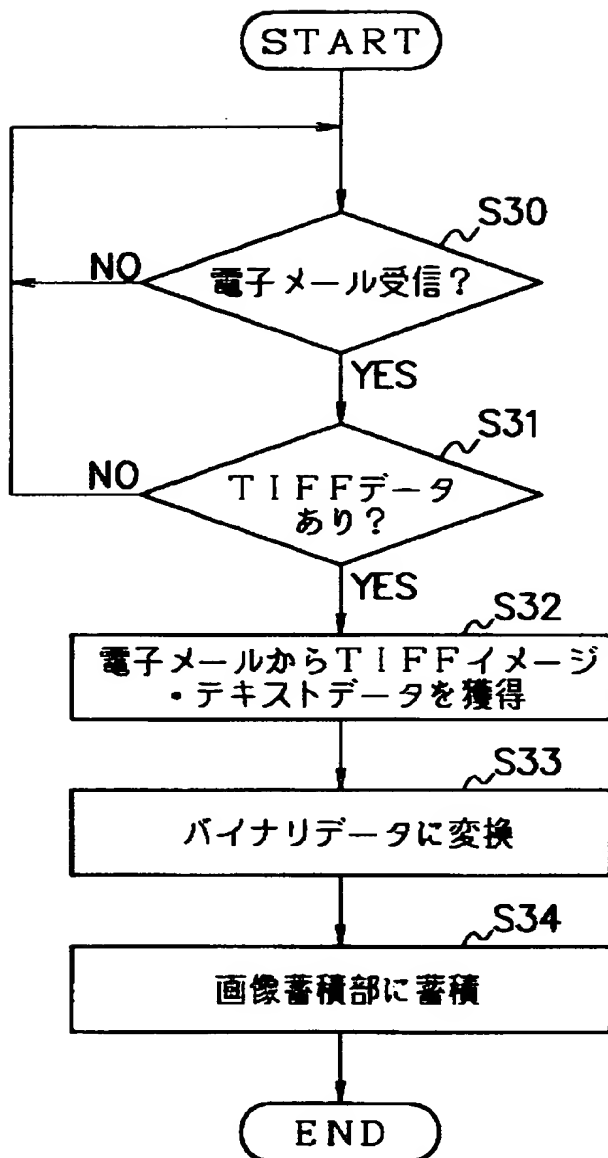 START
S30
電子メール受信?
NO
YES
S31
TIFFデータ
あり?
NO
YES
S32
電子メールからTIFFイメージ
・テキストデータを獲得
S33
バイナリデータに変換
S34
画像蓄積部に蓄積
END